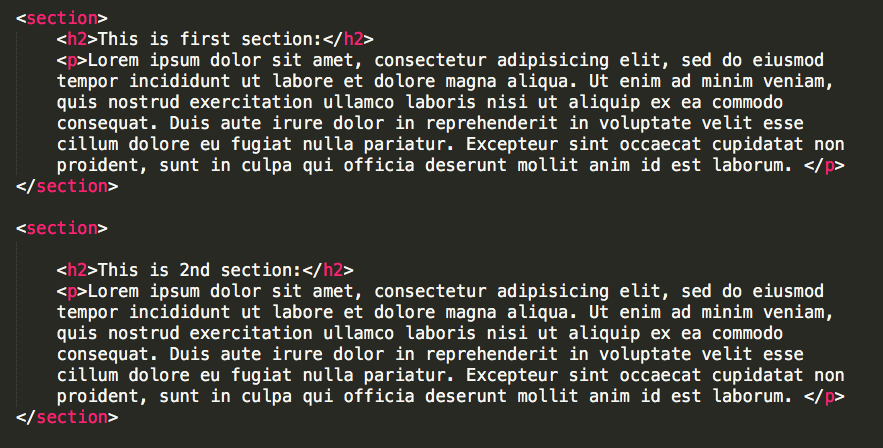 <section>
<h2>This is first section:</h2>
<p>Lorem ipsum dolor sit amet, consectetur adipisicing elit, sed do eiusmod
tempor incididunt ut labore et dolore magna aliqua. Ut enim ad minim veniam,
quis nostrud exercitation ullamco laboris nisi ut aliquip ex ea commodo
consequat. Duis aute irure dolor in reprehenderit in voluptate velit esse
cillum dolore eu fugiat nulla pariatur. Excepteur sint occaecat cupidatat non
proident, sunt in culpa qui officia deserunt mollit anim id est laborum. </p>
</section>
<section>
<h2>This is 2nd section:</h2>
<p>Lorem ipsum dolor sit amet, consectetur adipisicing elit, sed do eiusmod
tempor incididunt ut labore et dolore magna aliqua. Ut enim ad minim veniam,
quis nostrud exercitation ullamco laboris nisi ut aliquip ex ea commodo
consequat. Duis aute irure dolor in reprehenderit in voluptate velit esse
cillum dolore eu fugiat nulla pariatur. Excepteur sint occaecat cupidatat non
proident, sunt in culpa qui officia deserunt mollit anim id est laborum. </p>
</section>